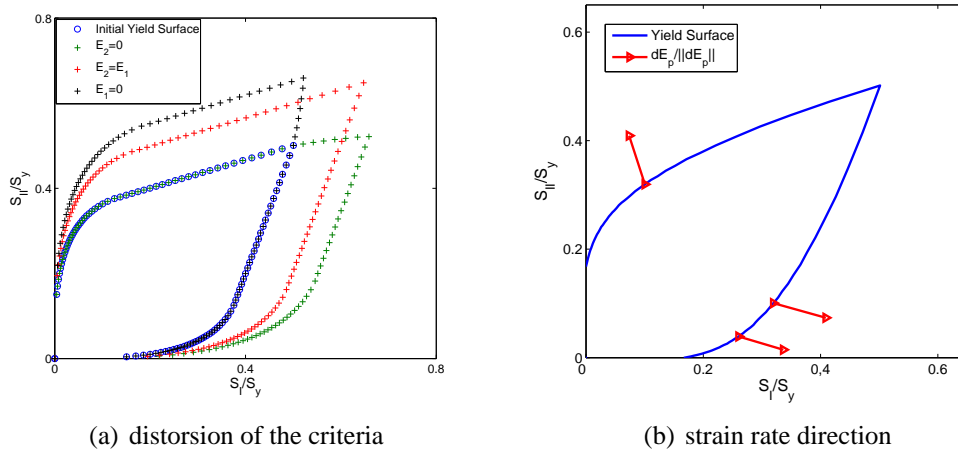 0.8
Initial Yield Surface
E2=0
E2=E1
E1=0
0.4
0
0
0.4
0.8
SII/Sy
SI/Sy
(a) distorsion of the criteria
0.6
Yield Surface
dEp/||dEp||
0.4
0.2
0
0
0.2
0,4
0.6
SII/Sy
SI/Sy
(b) strain rate direction